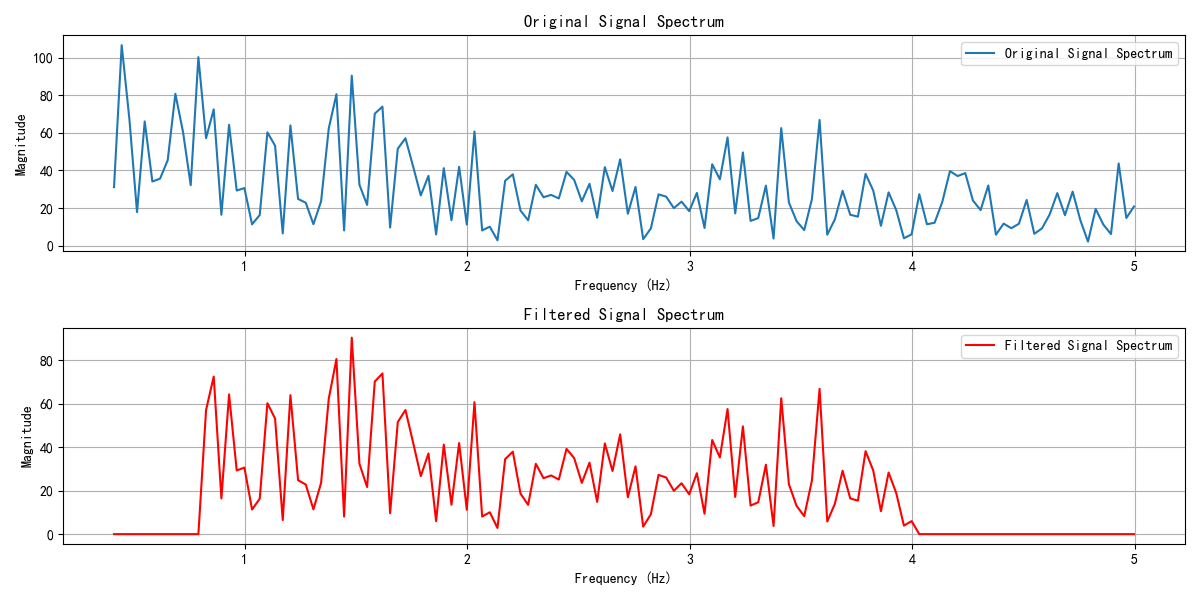 Original Signal Spectrum
Original Signal Spectrum
Magnitude
100
80
60
40
20
0
1
2
3
4
5
Frequency (Hz)
Filtered Signal Spectrum
Filtered Signal Spectrum
Magnitude
80
60
40
20
0
1
2
3
4
5
Frequency (Hz)